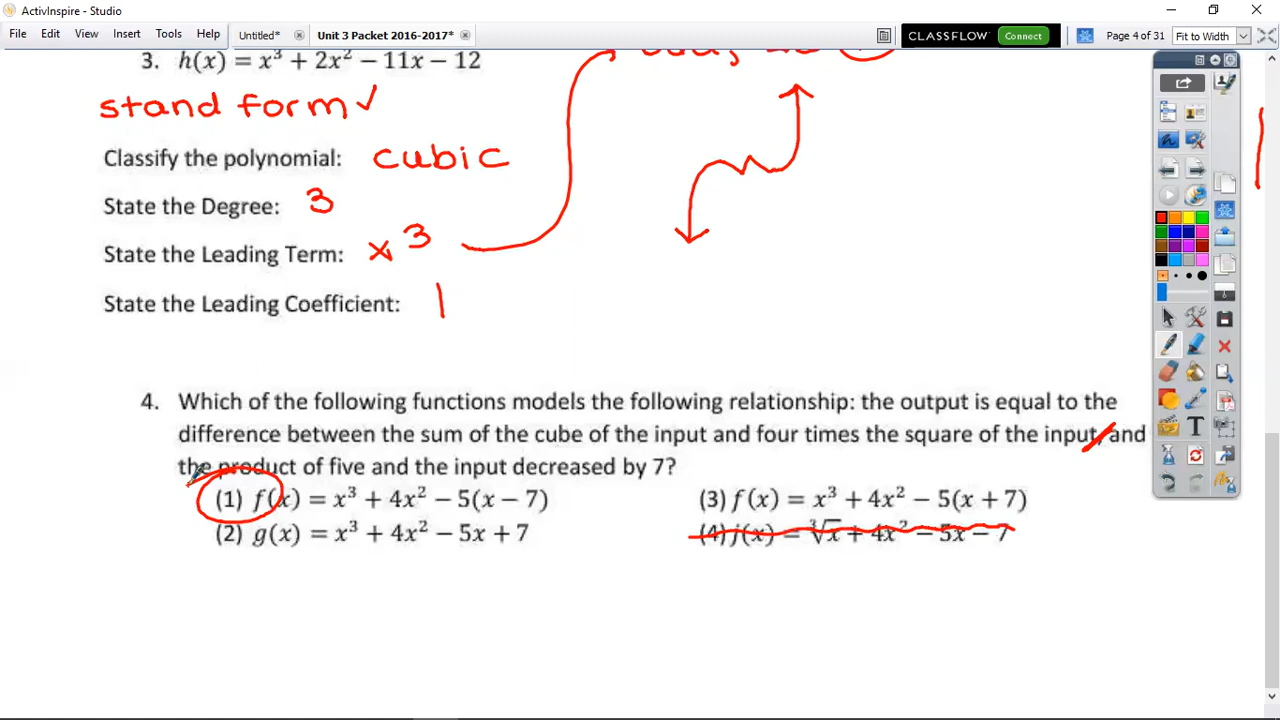 ActivInspire - Studio
File Edit View Insert Tools Help Untitled* Unit 3 Packet 2016-2017* CLASSFLOW Connect Page 4 of 31 Fit to Width
3. h(x) = x³ + 2x² − 11x − 12
stand form ✓
Classify the polynomial: cubic
State the Degree: 3
State the Leading Term: x³
State the Leading Coefficient: 1
4. Which of the following functions models the following relationship: the output is equal to the
difference between the sum of the cube of the input and four times the square of the input, and
the product of five and the input decreased by 7?
(1) f(x) = x³ + 4x² − 5(x − 7) (3) f(x) = x³ + 4x² − 5(x + 7)
(2) g(x) = x³ + 4x² − 5x + 7 (4) j(x) = ∛x + 4x² − 5x − 7